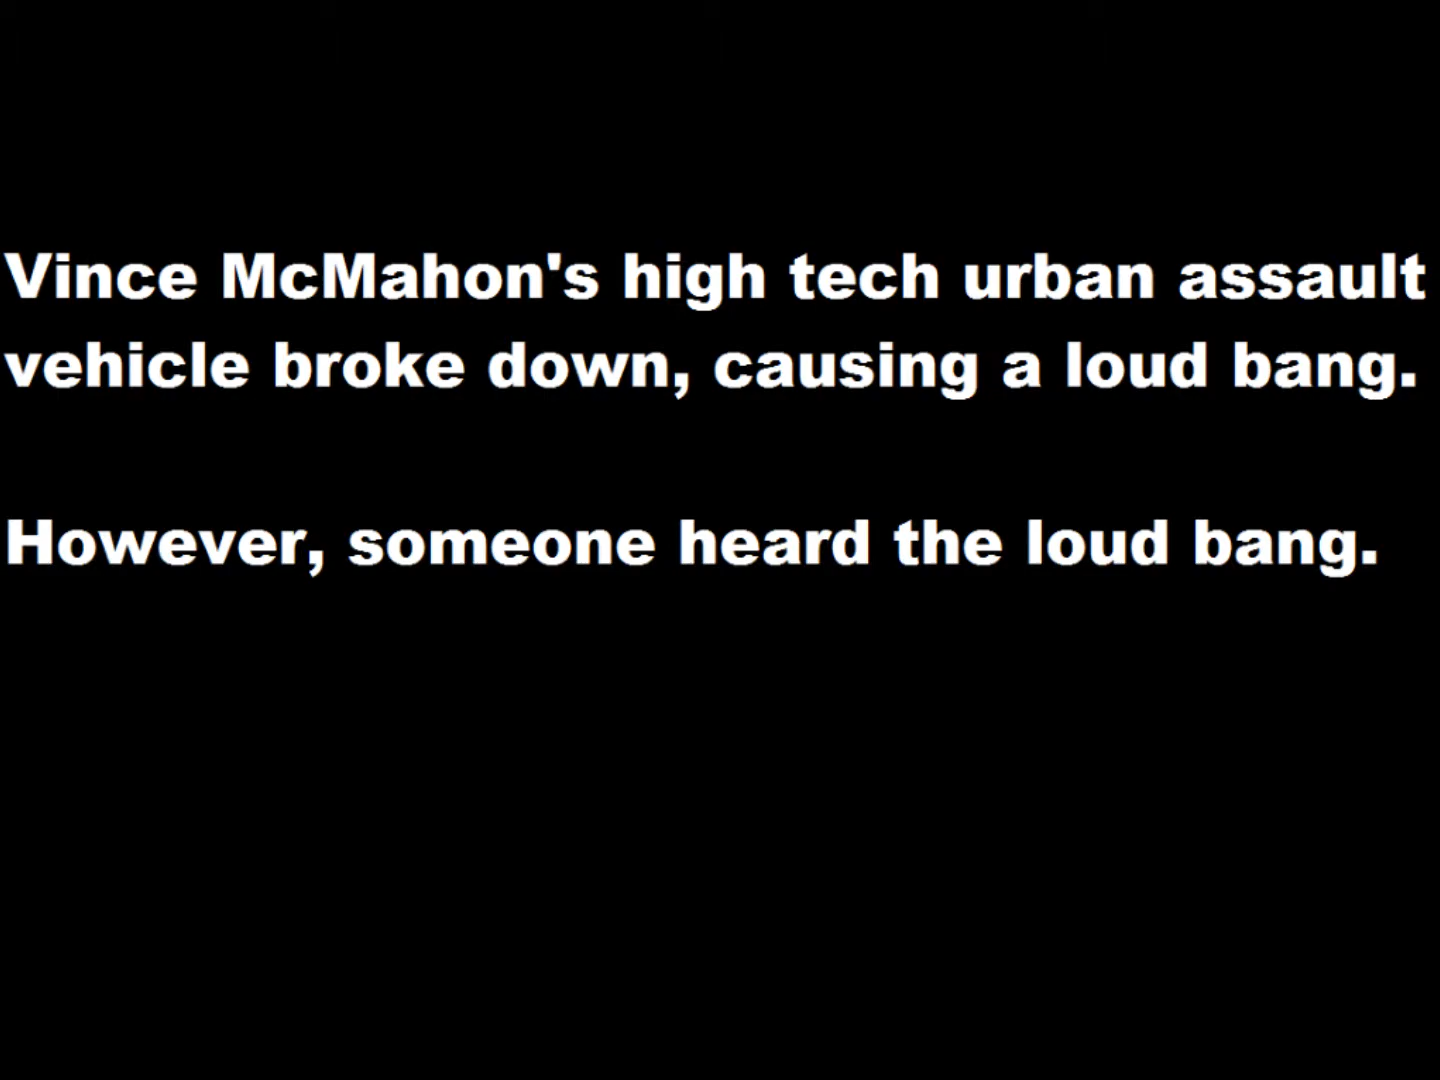 Vince McMahon's high tech urban assault
vehicle broke down, causing a loud bang.
However, someone heard the loud bang.